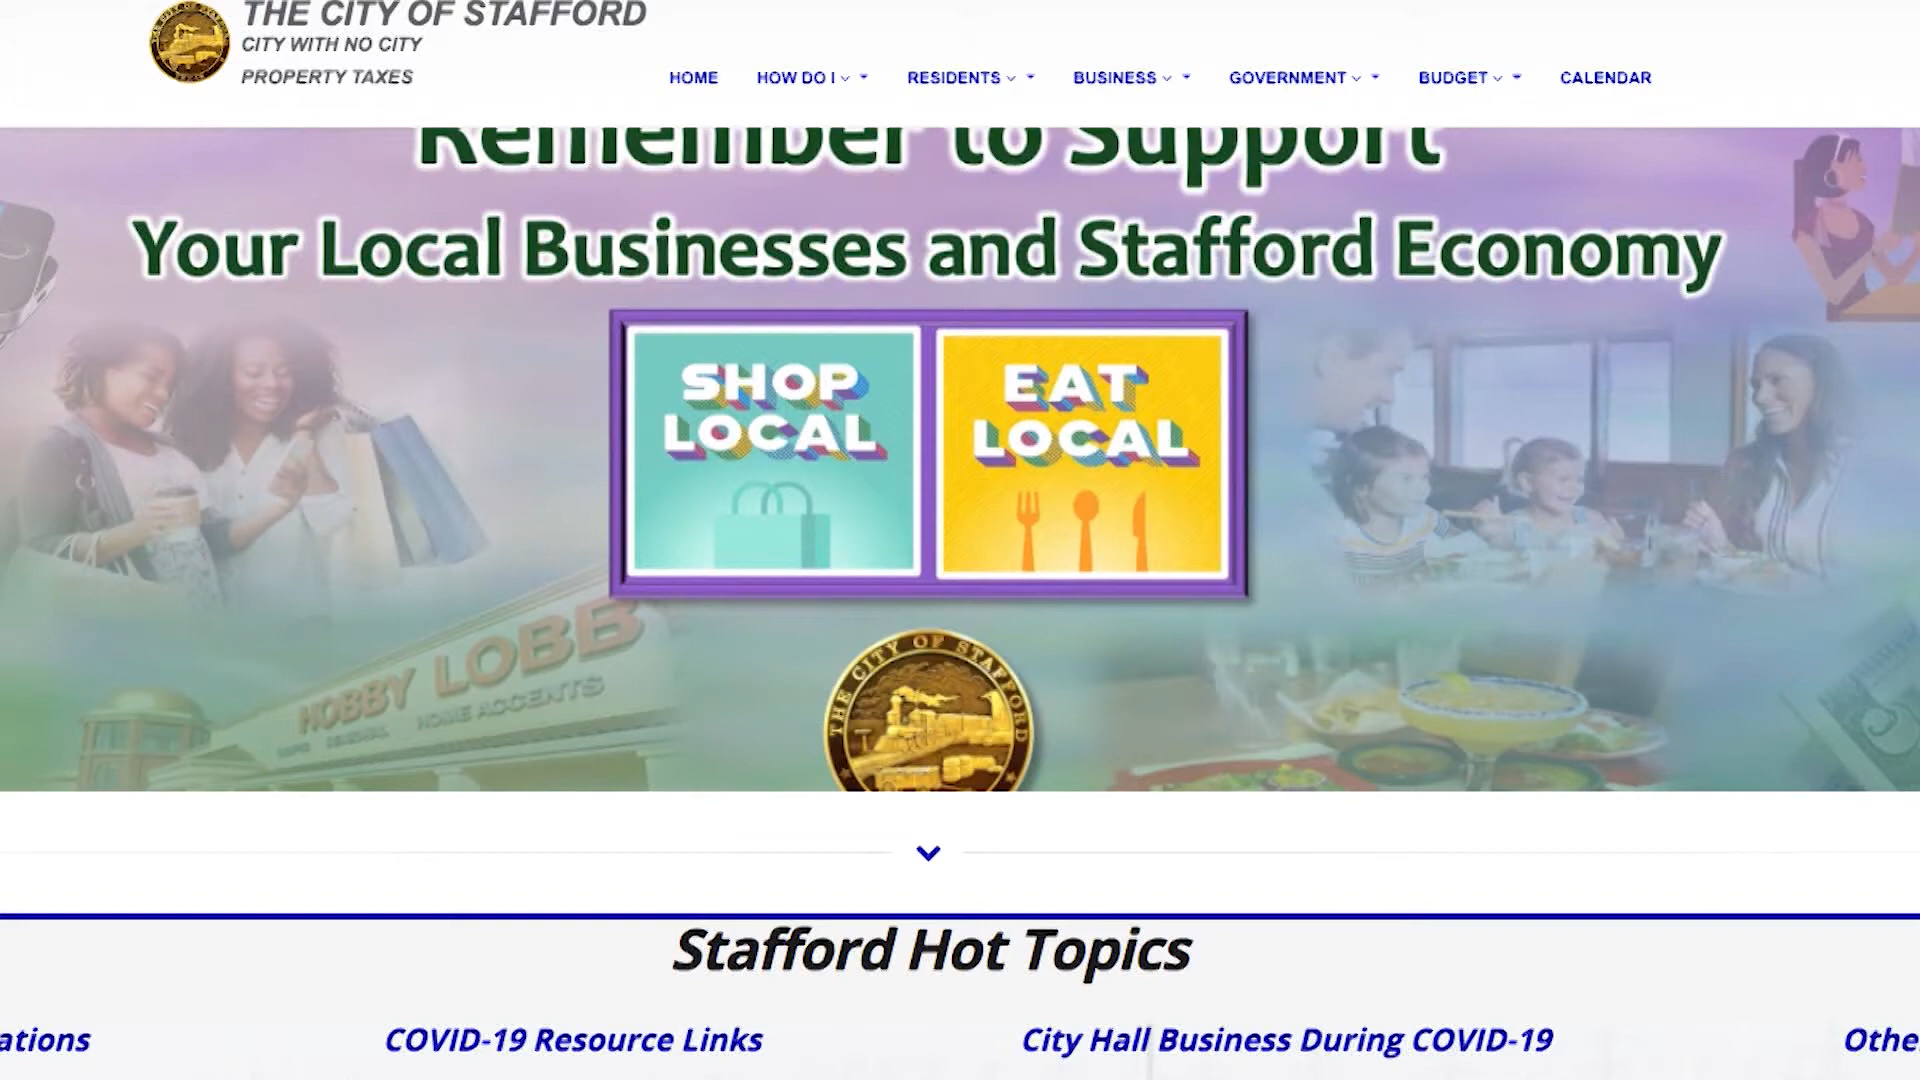 THE CITY OF STAFFORD
CITY WITH NO CITY
PROPERTY TAXES
HOME HOW DO I RESIDENTS BUSINESS GOVERNMENT BUDGET CALENDAR
Remember to Support
Your Local Businesses and Stafford Economy
SHOP
LOCAL
EAT
LOCAL
HOBBY LOBB
HOME ACCENTS
THE CITY OF STAFFORD
Stafford Hot Topics
ations COVID-19 Resource Links City Hall Business During COVID-19 Othe